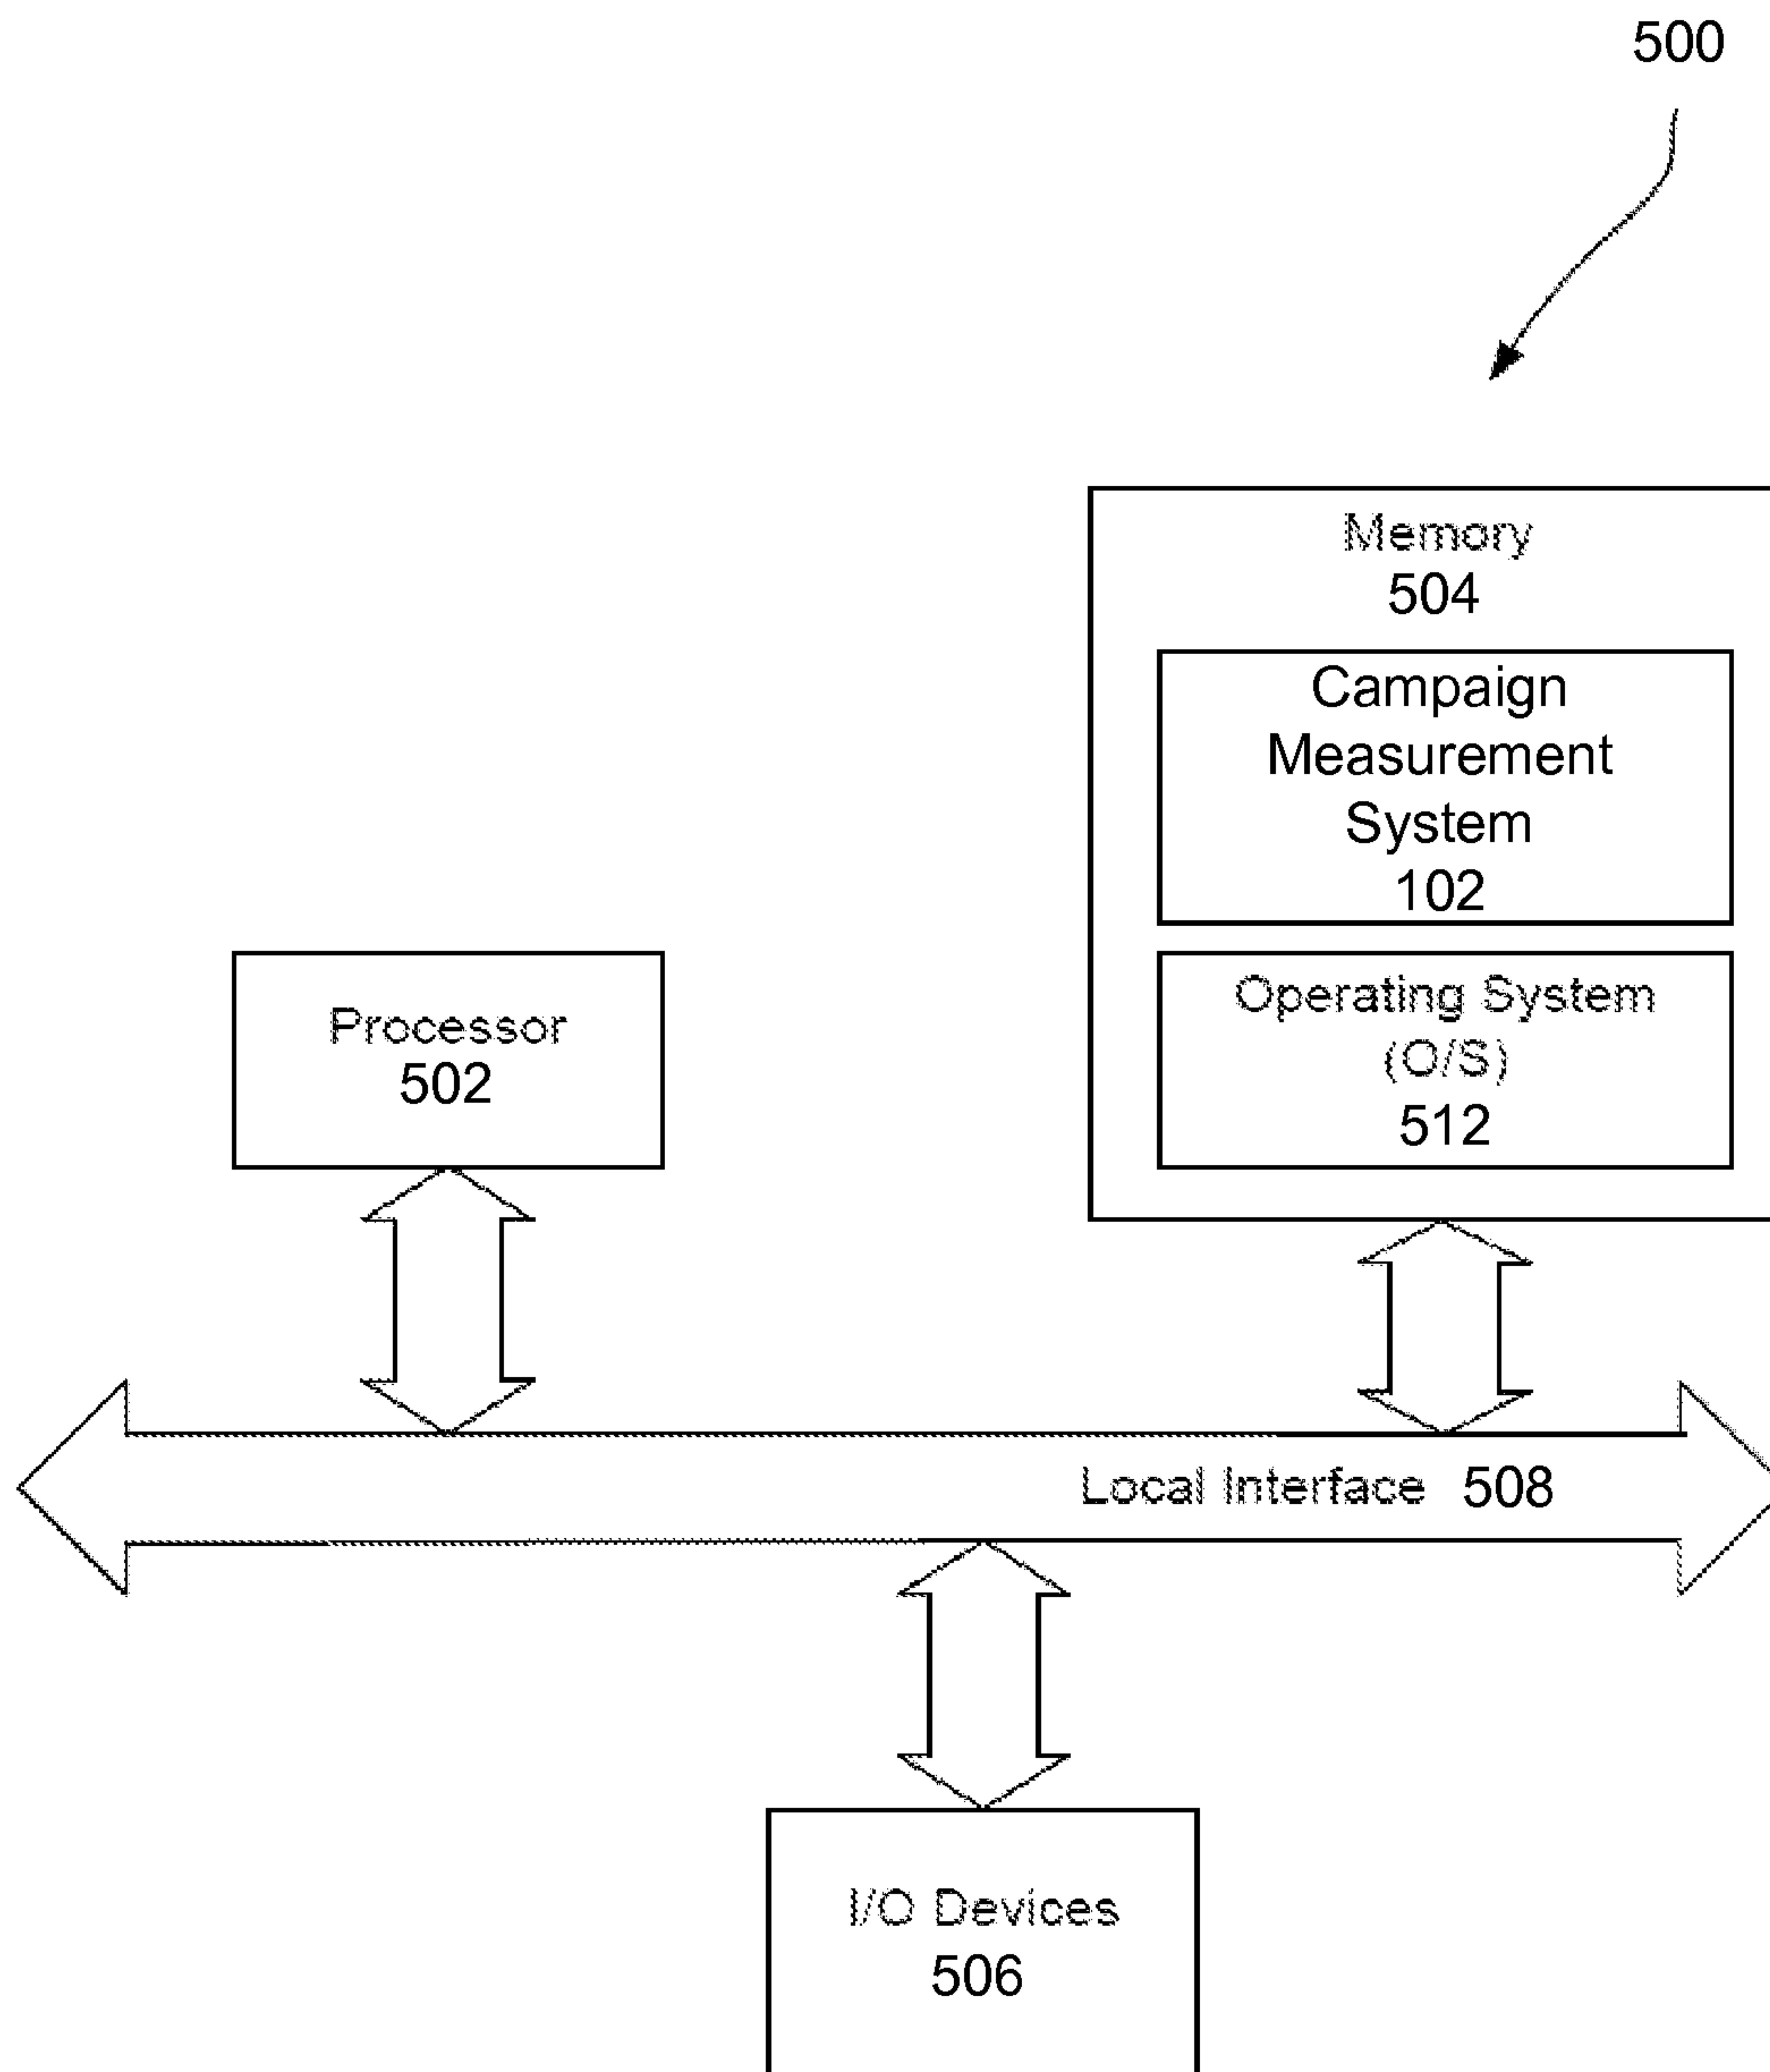 500
Memory
504
Campaign
Measurement
System
102
Operating System
(O/S)
512
Processor
502
Local Interface 508
I/O Devices
506